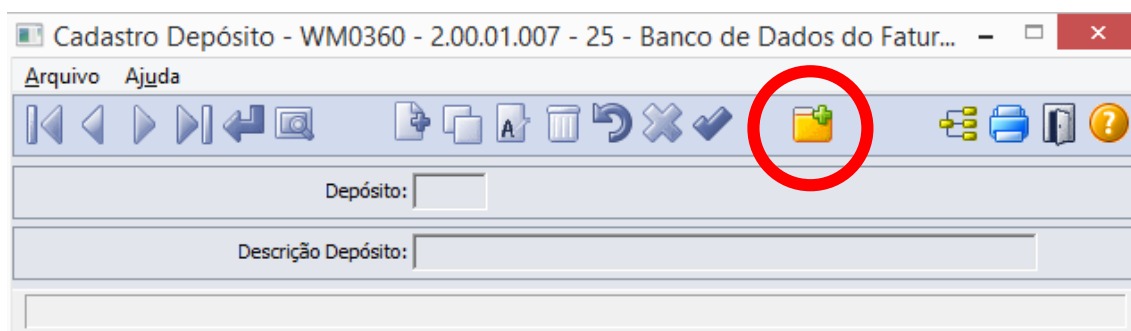 Cadastro Depósito - WM0360 - 2.00.01.007 - 25 - Banco de Dados do Fatur...
Arquivo Ajuda
A
?
Depósito:
Descrição Depósito: